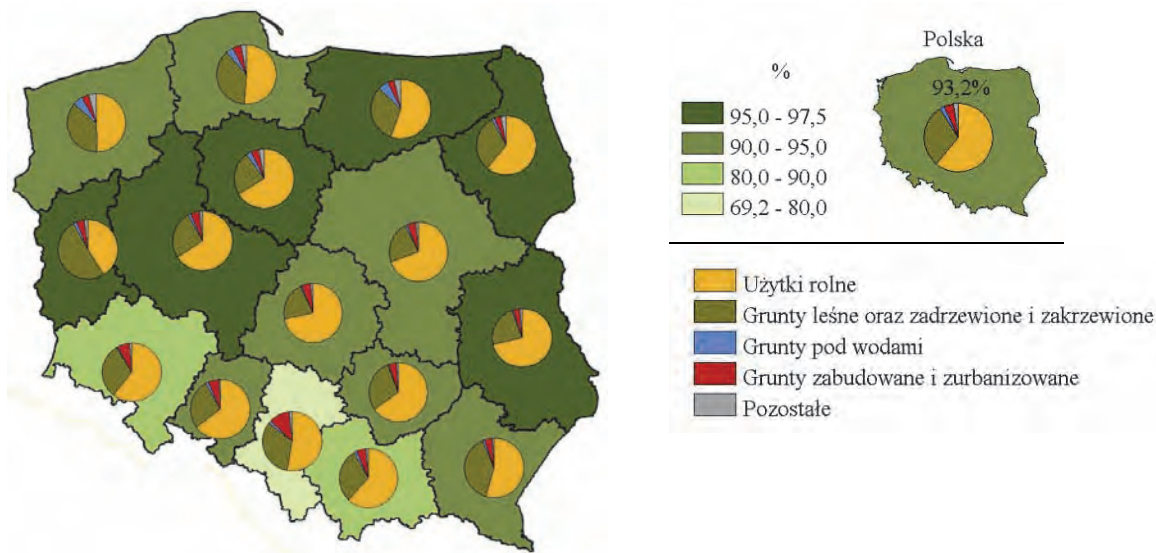 Polska
93,2%
%
95,0 - 97,5
90,0 - 95,0
80,0 - 90,0
69,2 - 80,0
Użytki rolne
Grunty leśne oraz zadrzewione i zakrzewione
Grunty pod wodami
Grunty zabudowane i zurbanizowane
Pozostałe